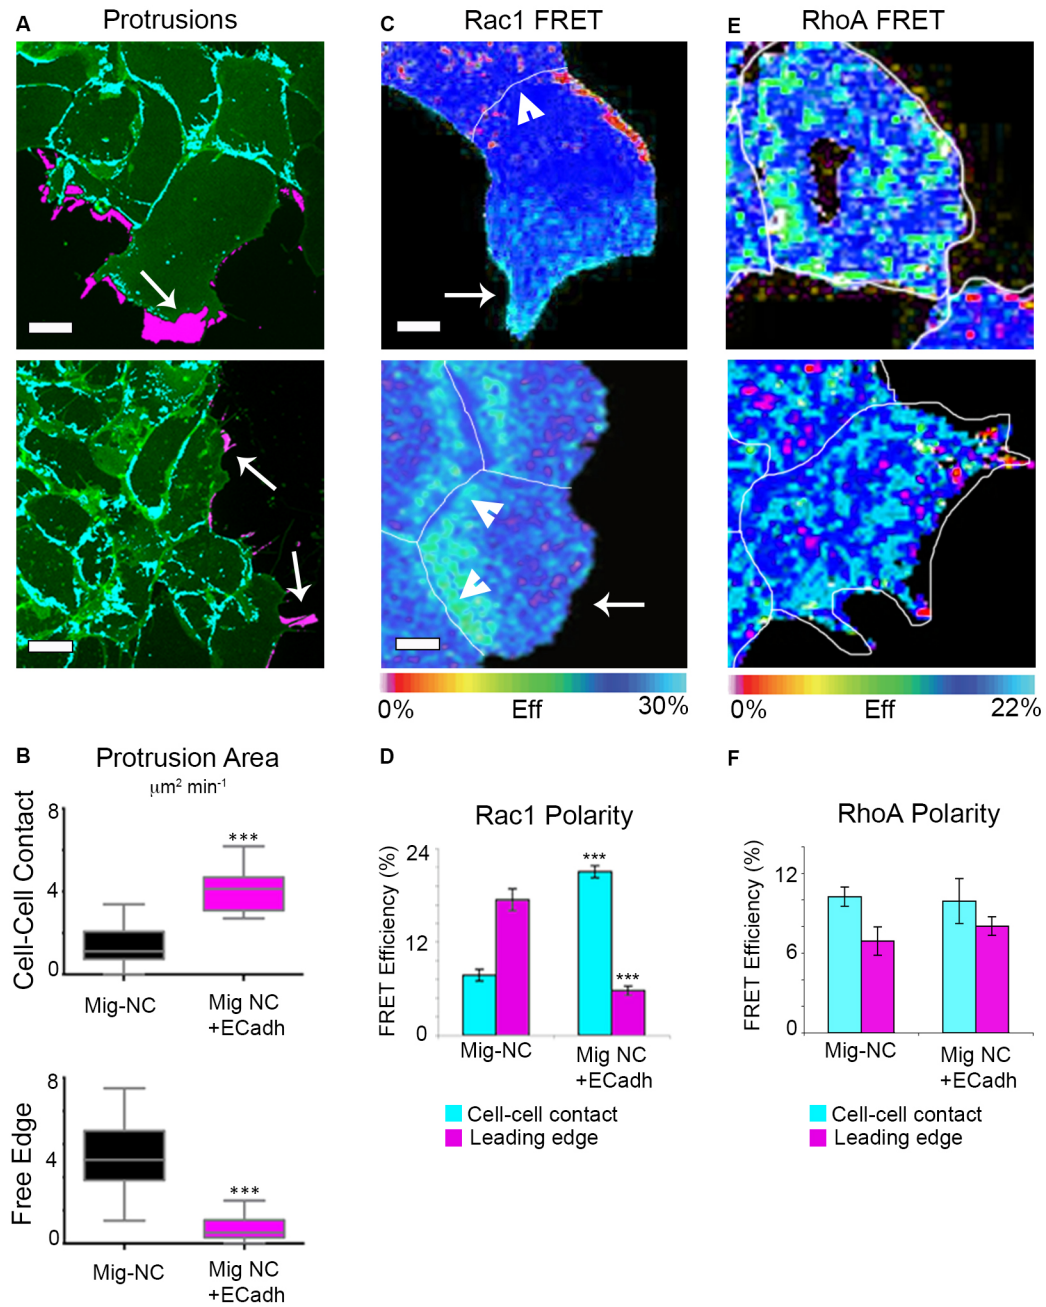 A Protrusions
C Rac1 FRET
E RhoA FRET
0% Eff 30%
0% Eff 22%
B Protrusion Area
μm² min⁻¹
Cell-Cell Contact
8
4
0
***
Mig-NC
Mig NC
+ECadh
Free Edge
8
4
0
***
Mig-NC
Mig NC
+ECadh
D
Rac1 Polarity
FRET Efficiency (%)
24
12
0
***
***
Mig-NC
Mig NC
+ECadh
Cell-cell contact
Leading edge
F
RhoA Polarity
FRET Efficiency (%)
12
6
0
Mig-NC
Mig NC
+ECadh
Cell-cell contact
Leading edge